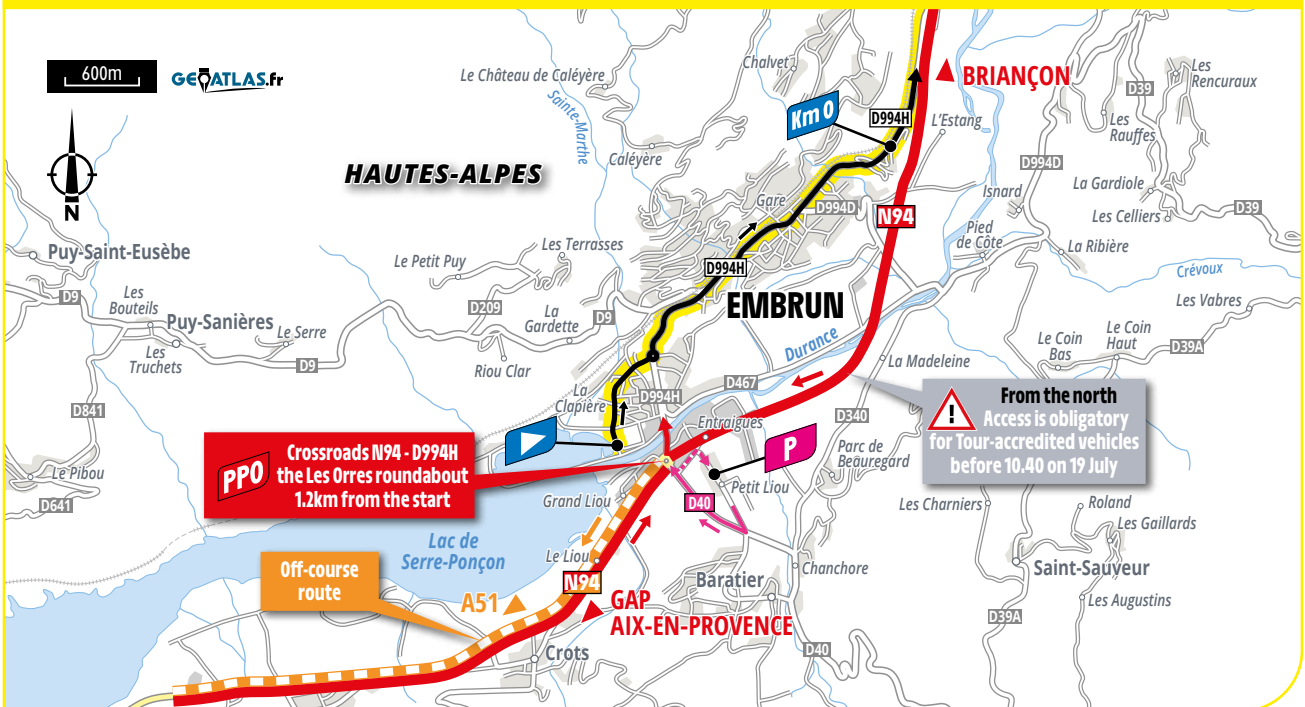 600m
GEOATLAS.fr
N
HAUTES-ALPES
Le Château de Caléyère
Sainte-Marthe
Caléyère
Chalvet
Km 0
D994H
BRIANÇON
L'Estang
D39
Les
Rencuraux
Les
Rauffes
D994D
La Gardiole
Les Celliers
D39
Isnard
Gare
D994D
N94
Pied
de Côte
La Ribière
Crévoux
Les Vabres
Puy-Saint-Eusèbe
Le Petit Puy
Les Terrasses
D994H
D9
Les
Bouteils
Puy-Sanières
Le Serre
D209
La
Gardette
D9
EMBRUN
Durance
Les
Truchets
D9
Riou Clar
La
Clapière
D994H
D467
La Madeleine
Le Coin
Bas
Le Coin
Haut
D39A
D841
Entraigues
D340
From the north
Access is obligatory
for Tour-accredited vehicles
before 10.40 on 19 July
!
PPO
Crossroads N94 - D994H
the Les Orres roundabout
1.2km from the start
P
Parc de
Beauregard
Le Pibou
D641
Grand Liou
Petit Liou
D40
Les Charniers
Roland
Les Gaillards
Lac de
Serre-Ponçon
Le Liou
Off-course
route
N94
A51
GAP
AIX-EN-PROVENCE
Baratier
Chanchore
Saint-Sauveur
Les Augustins
D39A
Crots
D40